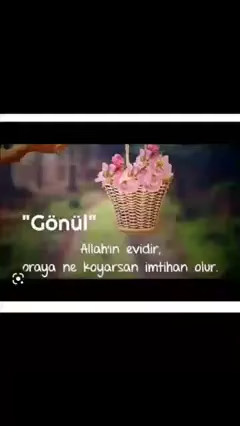 "Gönül"
Allah'ın evidir,
oraya ne koyarsan imtihan olur.